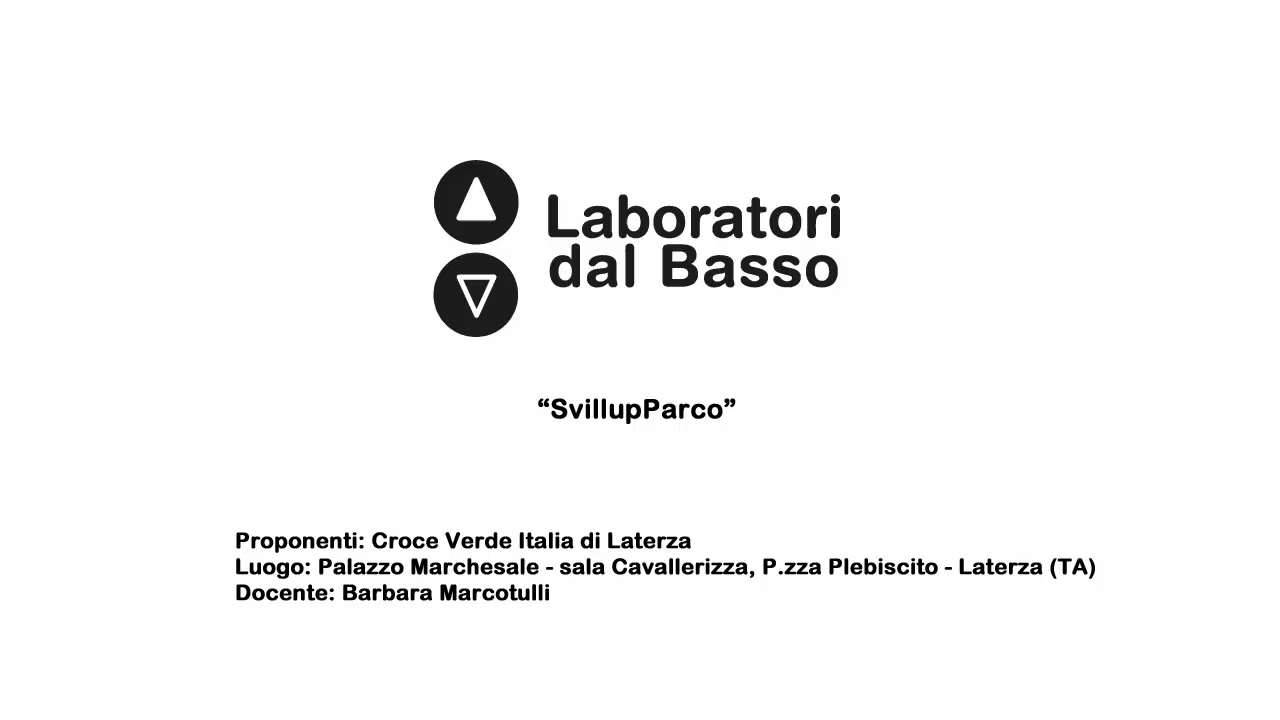 Laboratori
dal Basso
“SvillupParco”
Proponenti: Croce Verde Italia di Laterza
Luogo: Palazzo Marchesale - sala Cavallerizza, P.zza Plebiscito - Laterza (TA)
Docente: Barbara Marcotulli